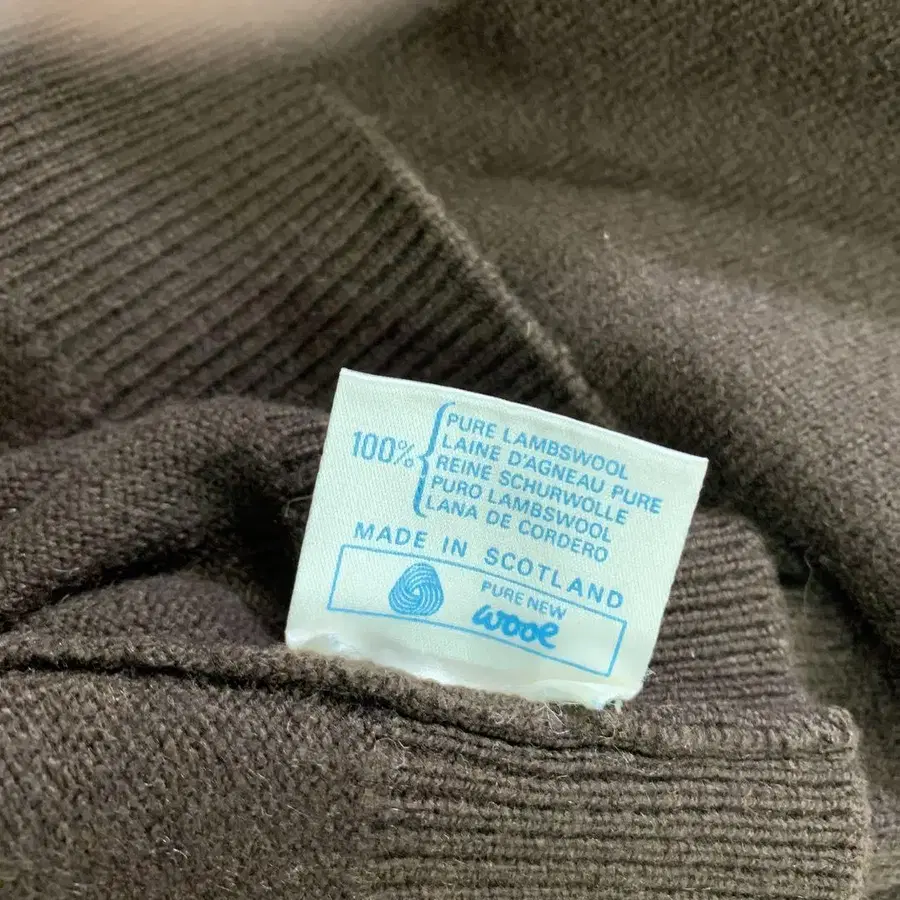 100%
PURE LAMBSWOOL
LAINE D'AGNEAU PURE
REINE SCHURWOLLE
PURO LAMBSWOOL
LANA DE CORDERO
MADE IN SCOTLAND
PURE NEW
wool